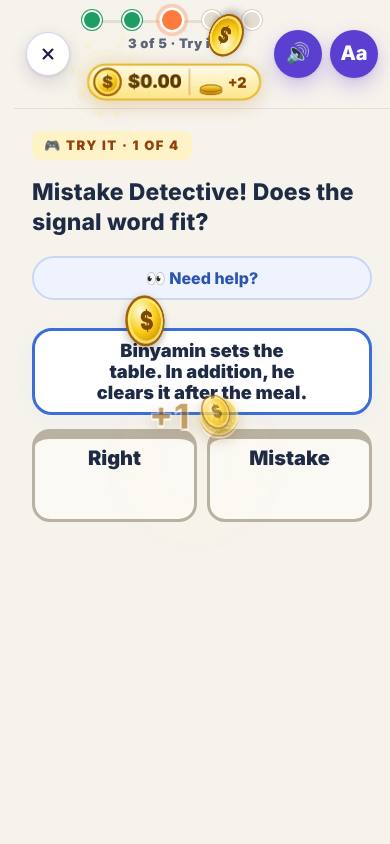 3 of 5 · Try i
$ $0.00 +2
Aa
🎮 TRY IT · 1 OF 4
Mistake Detective! Does the
signal word fit?
👀 Need help?
Binyamin sets the
table. In addition, he
clears it after the meal.
+1
Right
Mistake